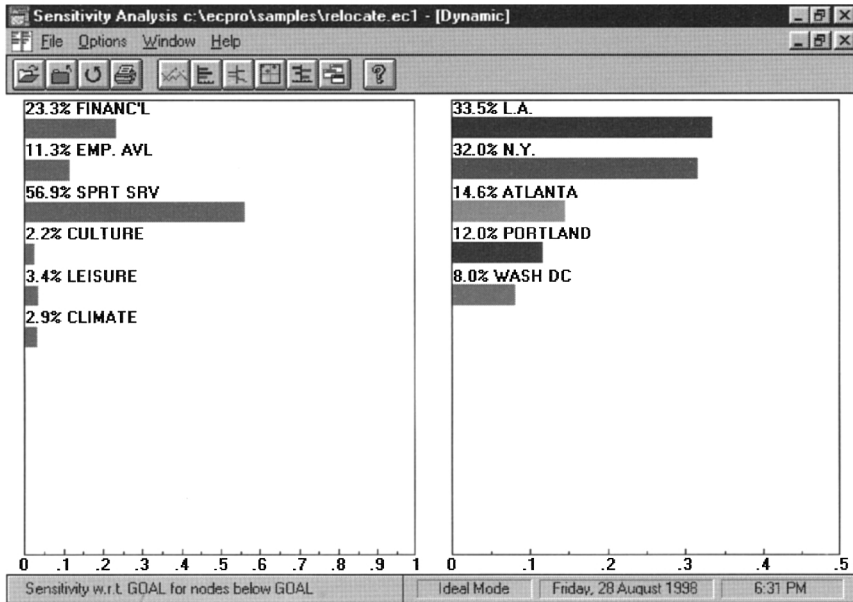 Sensitivity Analysis c:\ecpro\samples\relocate.ec1 - [Dynamic]
File Options Window Help
?
23.3% FINANC'L
11.3% EMP. AVL
56.9% SPRT SRV
2.2% CULTURE
3.4% LEISURE
2.9% CLIMATE
0 .1 .2 .3 .4 .5 .6 .7 .8 .9 1
33.5% L.A.
32.0% N.Y.
14.6% ATLANTA
12.0% PORTLAND
8.0% WASH DC
0 .1 .2 .3 .4 .5
Sensitivity w.r.t. GOAL for nodes below GOAL Ideal Mode Friday, 28 August 1998 6:31 PM